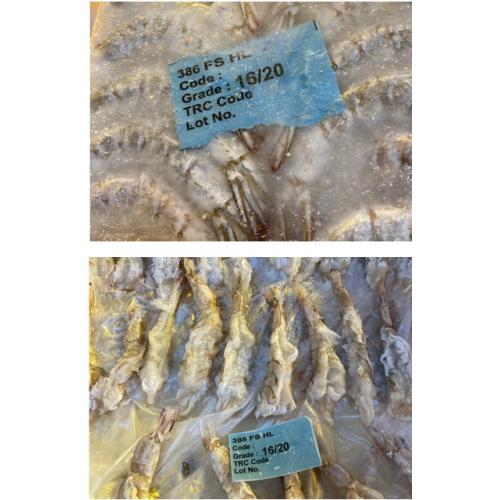 386 FS HL
Code :
Grade : 16/20
TRC Code
Lot No.
386 FS HL
Code :
Grade : 16/20
TRC Code
Lot No.